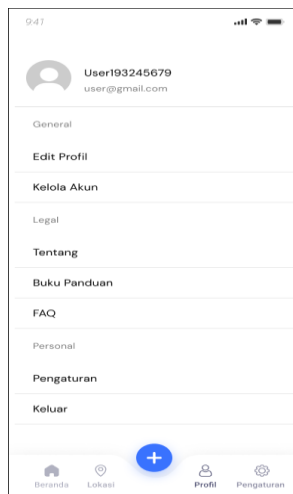 9:41
User193245679
user@gmail.com
General
Edit Profil
Kelola Akun
Legal
Tentang
Buku Panduan
FAQ
Personal
Pengaturan
Keluar
Beranda Lokasi Profil Pengaturan